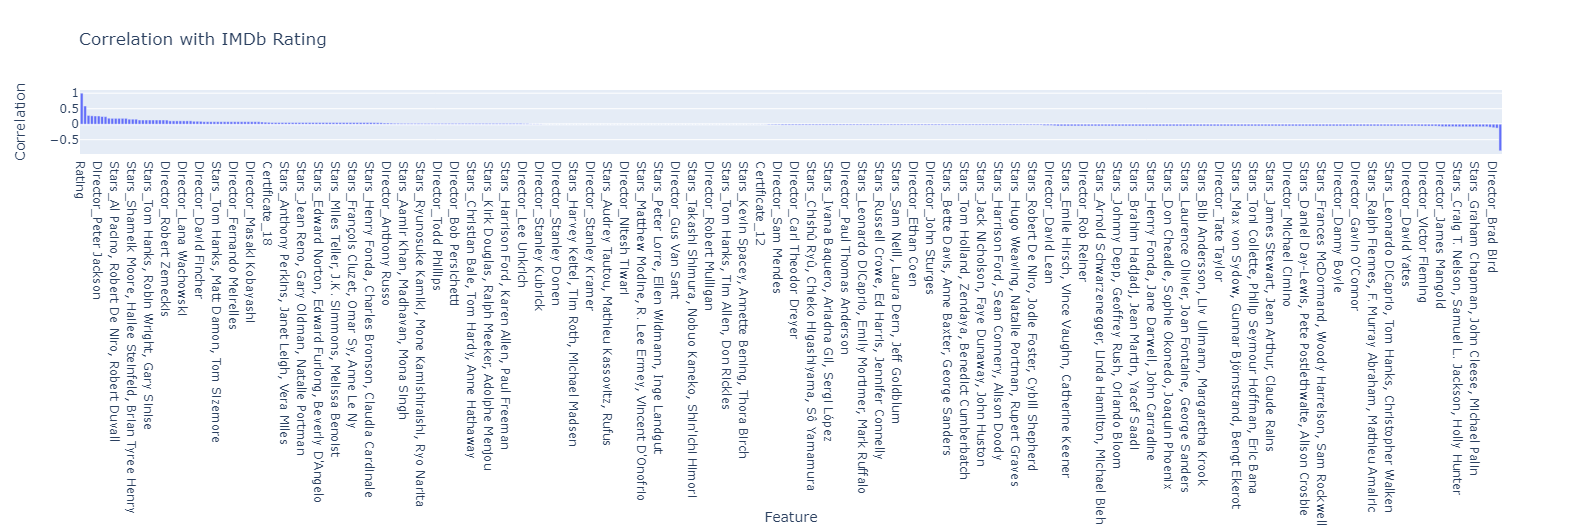 Correlation with IMDb Rating
Correlation
1
0.5
0
−0.5
Rating
Director_Peter Jackson
Stars_Al Pacino, Robert De Niro, Robert Duvall
Stars_Shameik Moore, Hailee Steinfeld, Brian Tyree Henry
Stars_Tom Hanks, Robin Wright, Gary Sinise
Director_Robert Zemeckis
Director_Lana Wachowski
Director_David Fincher
Stars_Tom Hanks, Matt Damon, Tom Sizemore
Director_Fernando Meirelles
Director_Masaki Kobayashi
Certificate_18
Stars_Anthony Perkins, Janet Leigh, Vera Miles
Stars_Jean Reno, Gary Oldman, Natalie Portman
Stars_Edward Norton, Edward Furlong, Beverly D'Angelo
Stars_Miles Teller, J.K. Simmons, Melissa Benoist
Stars_François Cluzet, Omar Sy, Anne Le Ny
Stars_Henry Fonda, Charles Bronson, Claudia Cardinale
Director_Anthony Russo
Stars_Aamir Khan, Madhavan, Mona Singh
Stars_Ryunosuke Kamiki, Mone Kamishiraishi, Ryo Narita
Director_Todd Phillips
Director_Bob Persichetti
Stars_Christian Bale, Tom Hardy, Anne Hathaway
Stars_Kirk Douglas, Ralph Meeker, Adolphe Menjou
Stars_Harrison Ford, Karen Allen, Paul Freeman
Director_Lee Unkrich
Director_Stanley Kubrick
Director_Stanley Donen
Stars_Harvey Keitel, Tim Roth, Michael Madsen
Director_Stanley Kramer
Stars_Audrey Tautou, Mathieu Kassovitz, Rufus
Director_Nitesh Tiwari
Stars_Matthew Modine, R. Lee Ermey, Vincent D'Onofrio
Stars_Peter Lorre, Ellen Widmann, Inge Landgut
Director_Gus Van Sant
Stars_Takashi Shimura, Nobuo Kaneko, Shin'ichi Himori
Director_Robert Mulligan
Stars_Tom Hanks, Tim Allen, Don Rickles
Stars_Kevin Spacey, Annette Bening, Thora Birch
Certificate_12
Director_Sam Mendes
Director_Carl Theodor Dreyer
Stars_Chishû Ryû, Chieko Higashiyama, Sô Yamamura
Stars_Ivana Baquero, Ariadna Gil, Sergi López
Director_Paul Thomas Anderson
Stars_Leonardo DiCaprio, Emily Mortimer, Mark Ruffalo
Stars_Russell Crowe, Ed Harris, Jennifer Connelly
Stars_Sam Neill, Laura Dern, Jeff Goldblum
Director_Ethan Coen
Director_John Sturges
Stars_Bette Davis, Anne Baxter, George Sanders
Stars_Tom Holland, Zendaya, Benedict Cumberbatch
Stars_Jack Nicholson, Faye Dunaway, John Huston
Stars_Harrison Ford, Sean Connery, Alison Doody
Stars_Hugo Weaving, Natalie Portman, Rupert Graves
Stars_Robert De Niro, Jodie Foster, Cybill Shepherd
Director_David Lean
Stars_Emile Hirsch, Vince Vaughn, Catherine Keener
Director_Rob Reiner
Stars_Arnold Schwarzenegger, Linda Hamilton, Michael Bieh
Stars_Johnny Depp, Geoffrey Rush, Orlando Bloom
Stars_Brahim Hadjadj, Jean Martin, Yacef Saadi
Stars_Henry Fonda, Jane Darwell, John Carradine
Stars_Don Cheadle, Sophie Okonedo, Joaquin Phoenix
Stars_Laurence Olivier, Joan Fontaine, George Sanders
Stars_Bibi Andersson, Liv Ullmann, Margaretha Krook
Director_Tate Taylor
Stars_Max von Sydow, Gunnar Björnstrand, Bengt Ekerot
Stars_Toni Collette, Philip Seymour Hoffman, Eric Bana
Stars_James Stewart, Jean Arthur, Claude Rains
Director_Michael Cimino
Stars_Daniel Day-Lewis, Pete Postlethwaite, Alison Crosbie
Stars_Frances McDormand, Woody Harrelson, Sam Rockwell
Director_Danny Boyle
Director_Gavin O'Connor
Stars_Ralph Fiennes, F. Murray Abraham, Mathieu Amalric
Stars_Leonardo DiCaprio, Tom Hanks, Christopher Walken
Director_David Yates
Director_Victor Fleming
Director_James Mangold
Stars_Craig T. Nelson, Samuel L. Jackson, Holly Hunter
Stars_Graham Chapman, John Cleese, Michael Palin
Director_Brad Bird
Feature